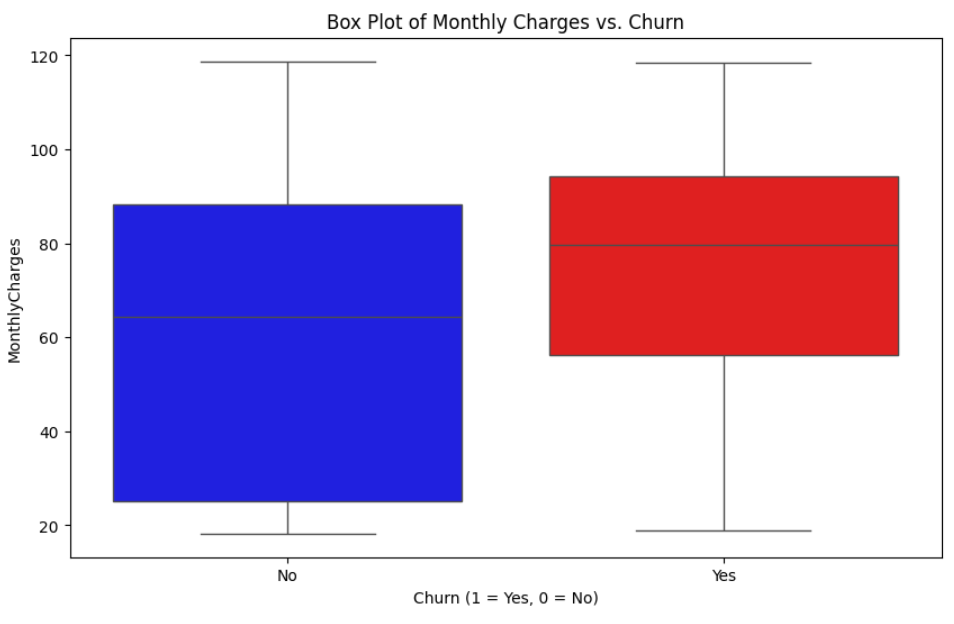 Box Plot of Monthly Charges vs. Churn
120
100
80
60
40
20
MonthlyCharges
No
Yes
Churn (1 = Yes, 0 = No)